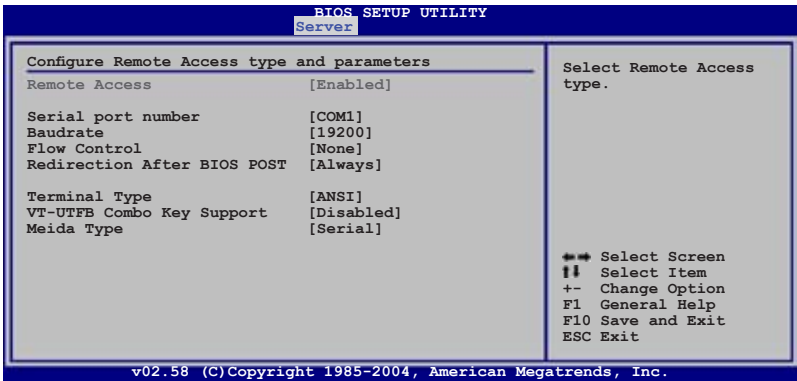 BIOS SETUP UTILITY
Server
Configure Remote Access type and parameters
Remote Access [Enabled]
Serial port number [COM1]
Baudrate [19200]
Flow Control [None]
Redirection After BIOS POST [Always]
Terminal Type [ANSI]
VT-UTFB Combo Key Support [Disabled]
Meida Type [Serial]
Select Remote Access
type.
←→ Select Screen
↑↓ Select Item
+- Change Option
F1 General Help
F10 Save and Exit
ESC Exit
v02.58 (C)Copyright 1985-2004, American Megatrends, Inc.